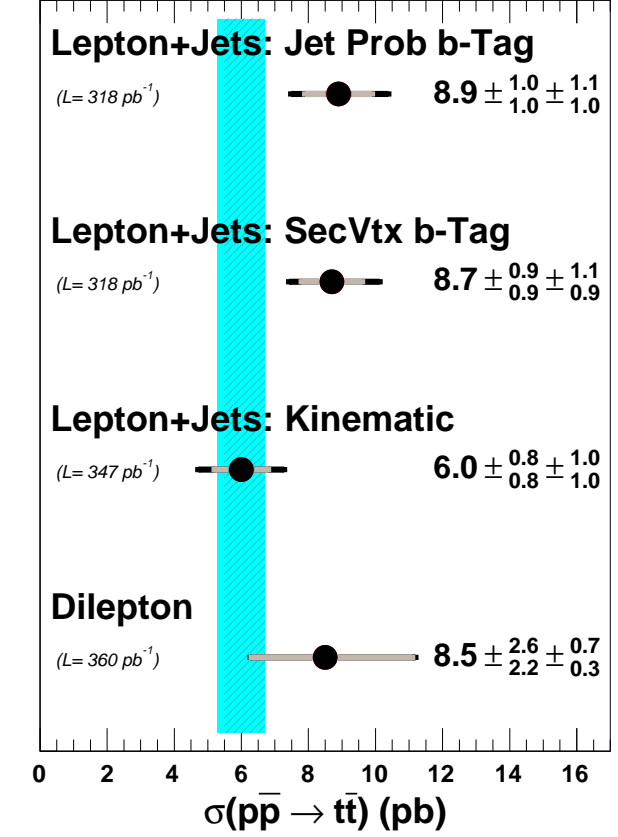 Lepton+Jets: Jet Prob b-Tag
(L= 318 pb⁻¹) 8.9 ± 1.0 1.0 ± 1.1 1.0
Lepton+Jets: SecVtx b-Tag
(L= 318 pb⁻¹) 8.7 ± 0.9 0.9 ± 1.1 0.9
Lepton+Jets: Kinematic
(L= 347 pb⁻¹) 6.0 ± 0.8 0.8 ± 1.0 1.0
Dilepton
(L= 360 pb⁻¹) 8.5 ± 2.6 2.2 ± 0.7 0.3
0 2 4 6 8 10 12 14 16
σ(pp̅ → tt̅) (pb)